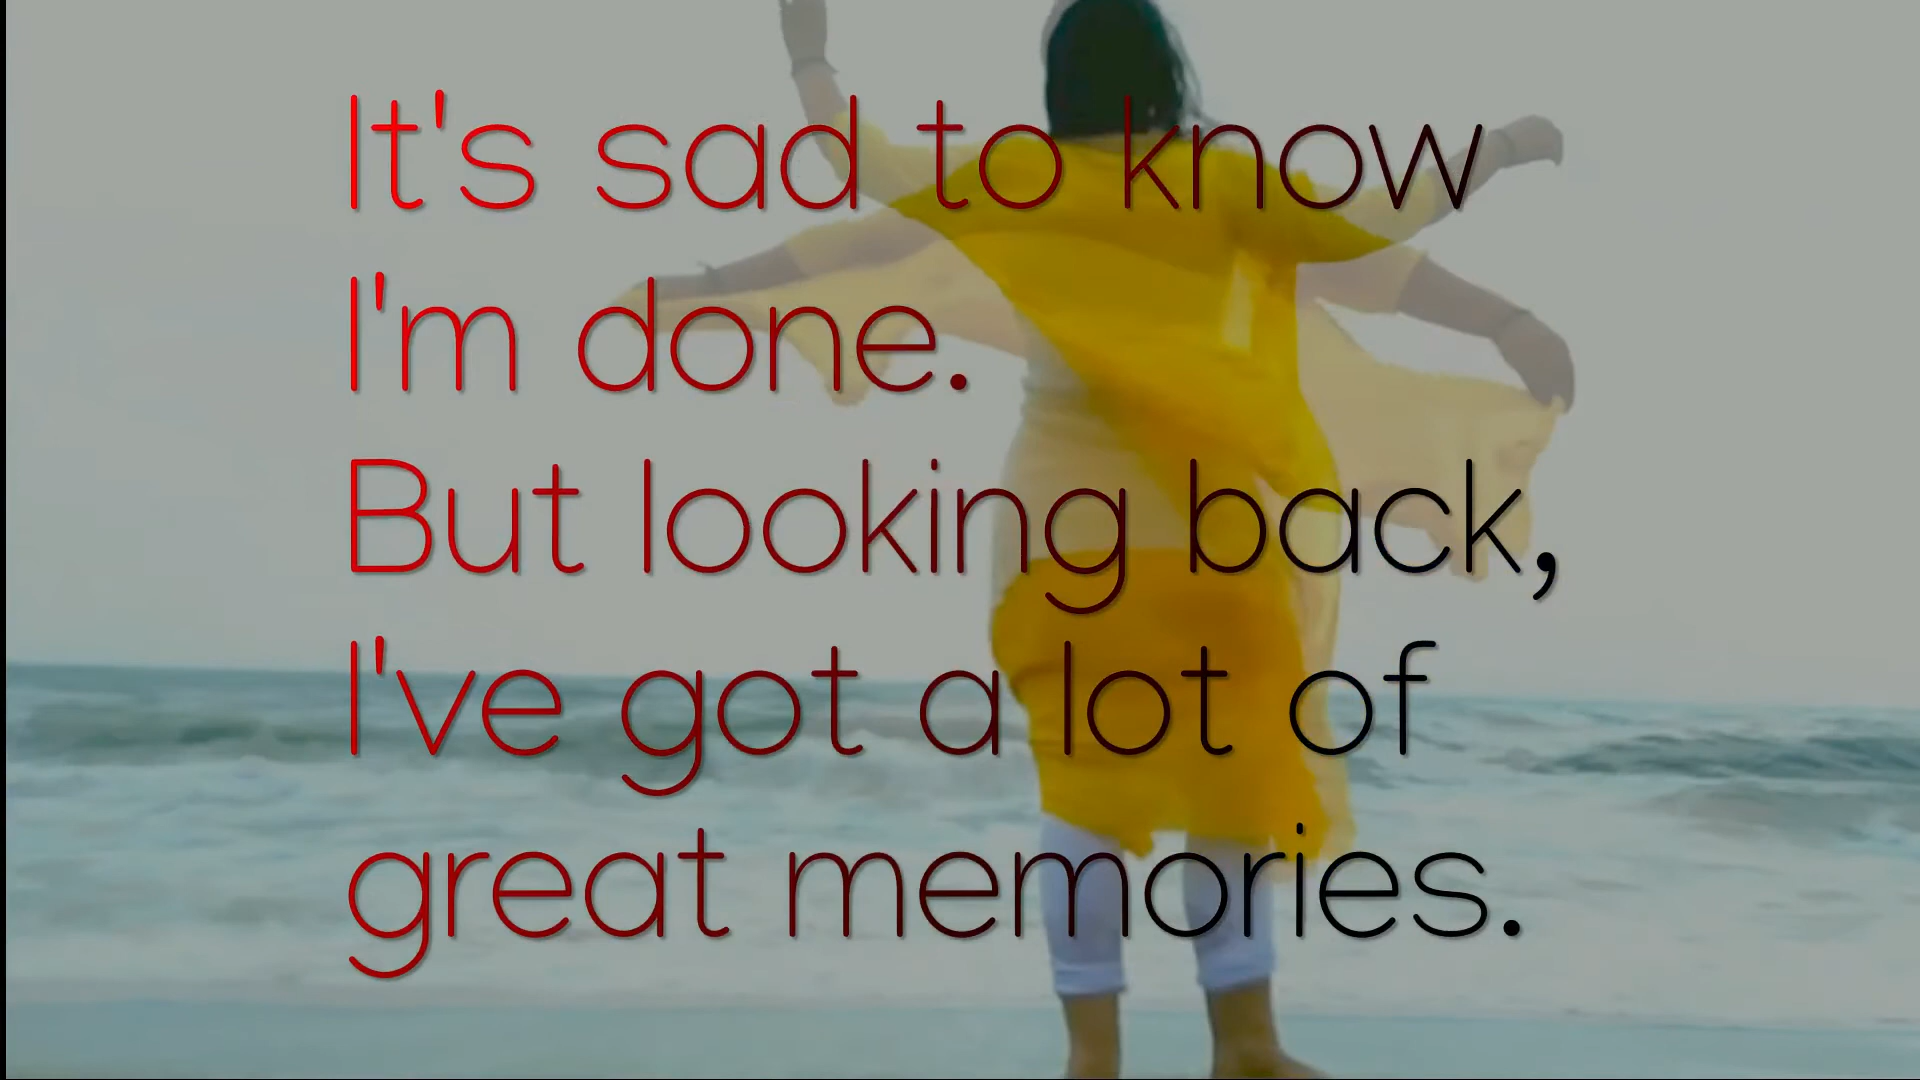 It's sad to know
I'm done.
But looking back,
I've got a lot of
great memories.